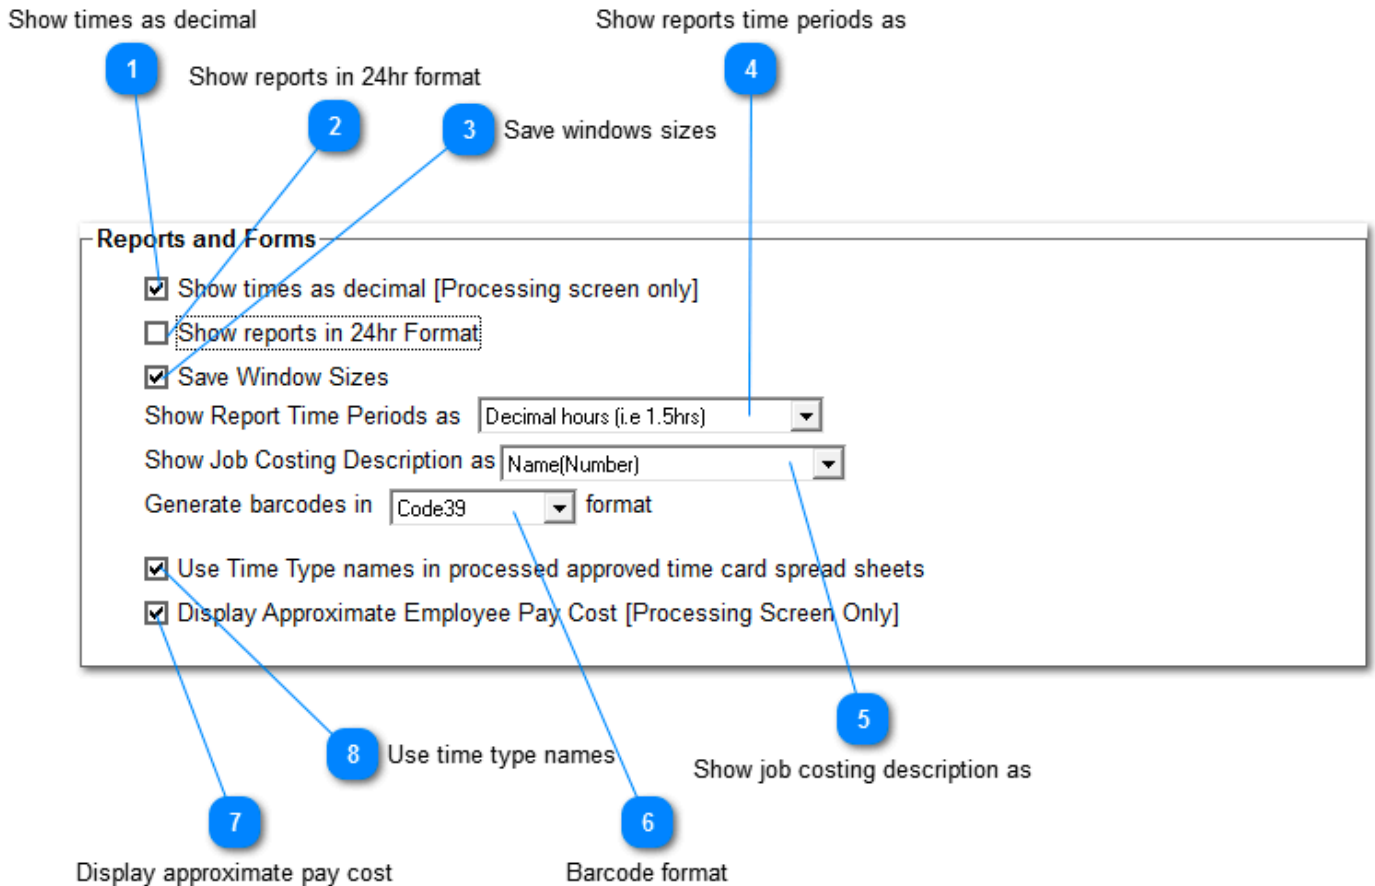 Show times as decimal
Show reports time periods as
1
4
Show reports in 24hr format
2
3 Save windows sizes
Reports and Forms
Show times as decimal [Processing screen only]
Show reports in 24hr Format
Save Window Sizes
Show Report Time Periods as Decimal hours (i.e 1.5hrs)
Show Job Costing Description as Name(Number)
Generate barcodes in Code39 format
Use Time Type names in processed approved time card spread sheets
Display Approximate Employee Pay Cost [Processing Screen Only]
5
8 Use time type names
Show job costing description as
7
6
Display approximate pay cost
Barcode format